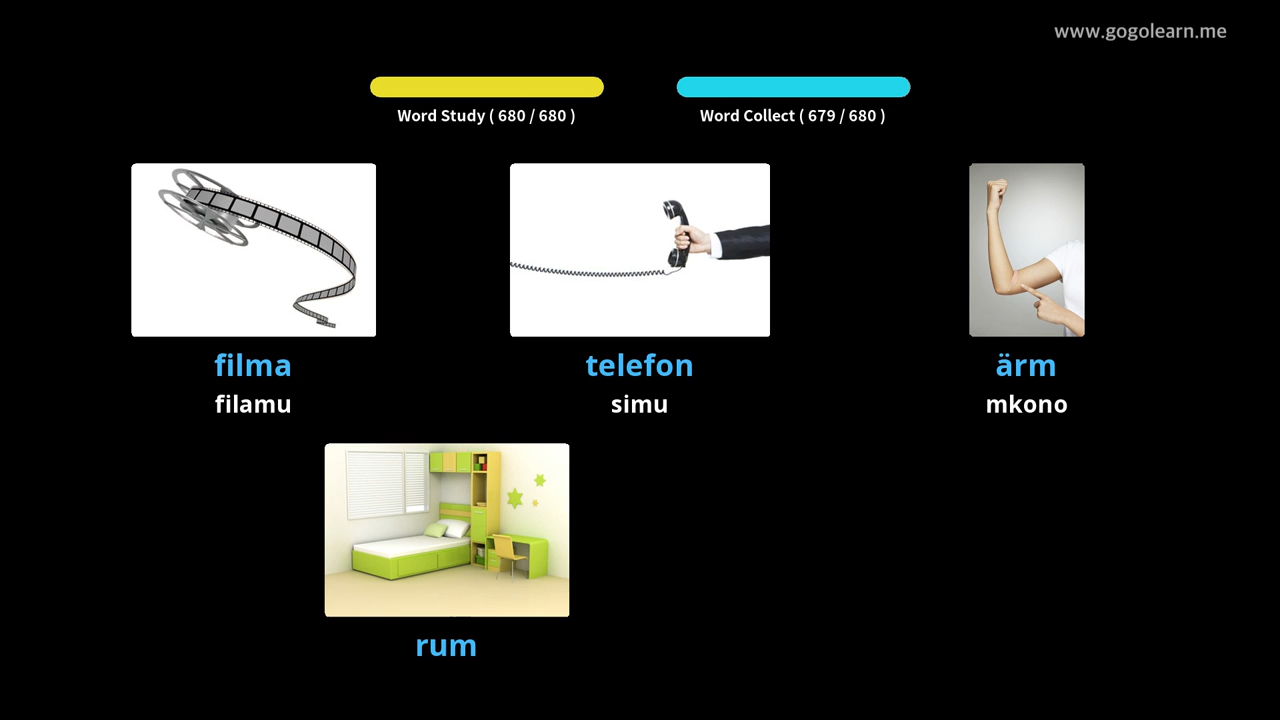 www.gogolearn.me
Word Study ( 680 / 680 )
Word Collect ( 679 / 680 )
filma
telefon
ärm
filamu
simu
mkono
rum